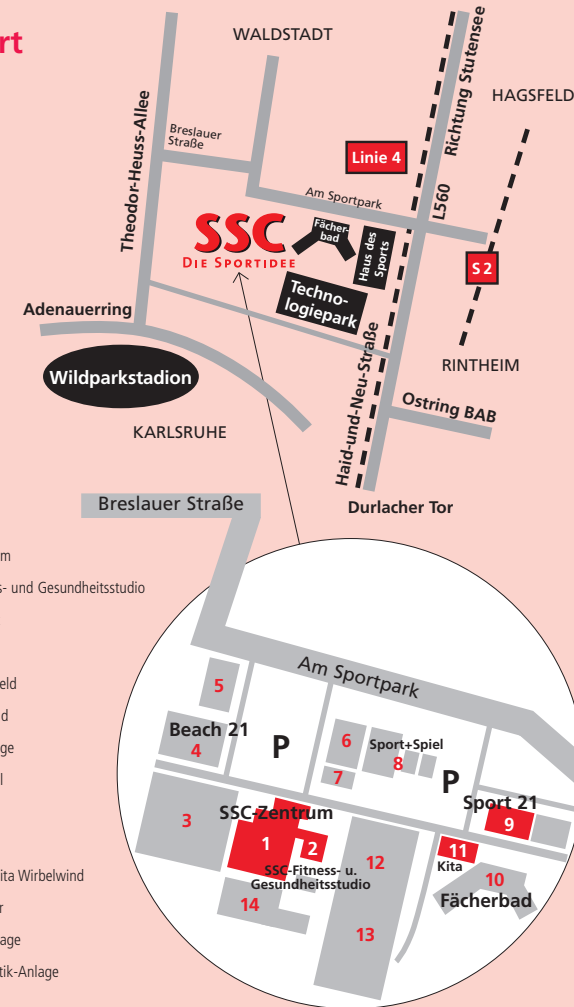 rt
WALDSTADT
Richtung Stutensee
HAGSFELD
Theodor-Heuss-Allee
Breslauer
Straße
Linie 4
Am Sportpark
L560
SSC
DIE SPORTIDEE
Fächer-
bad
Haus des
Sports
S 2
Techno-
logiepark
Adenauerring
Wildparkstadion
Haid-und-Neu-Straße
RINTHEIM
Ostring BAB
KARLSRUHE
Durlacher Tor
Breslauer Straße
m
s- und Gesundheitsstudio
eld
d
ge
l
ita Wirbelwind
r
age
tik-Anlage
Am Sportpark
5
Beach 21
4
P
6
Sport+Spiel
8
7
P
Sport 21
9
3
SSC-Zentrum
1
2
SSC-Fitness- u.
Gesundheitsstudio
12
11
Kita
10
Fächerbad
14
13